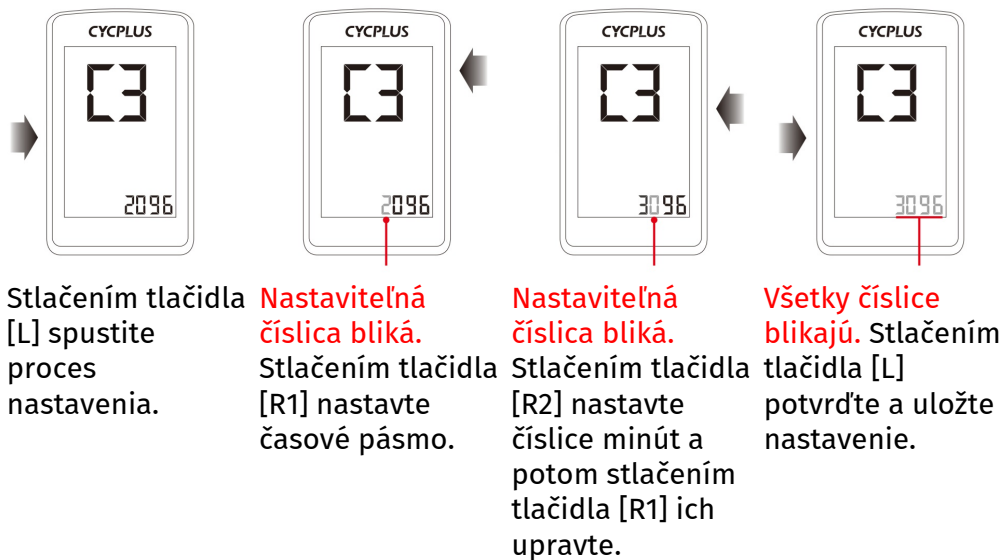 CYCPLUS
C3
2096
CYCPLUS
C3
2096
CYCPLUS
C3
3096
CYCPLUS
C3
3096
Stlačením tlačidla
[L] spustite
proces
nastavenia.
Nastaviteľná
číslica bliká.
Stlačením tlačidla
[R1] nastavte
časové pásmo.
Nastaviteľná
číslica bliká.
Stlačením tlačidla
[R2] nastavte
číslice minút a
potom stlačením
tlačidla [R1] ich
upravte.
Všetky číslice
blikajú. Stlačením
tlačidla [L]
potvrďte a uložte
nastavenie.